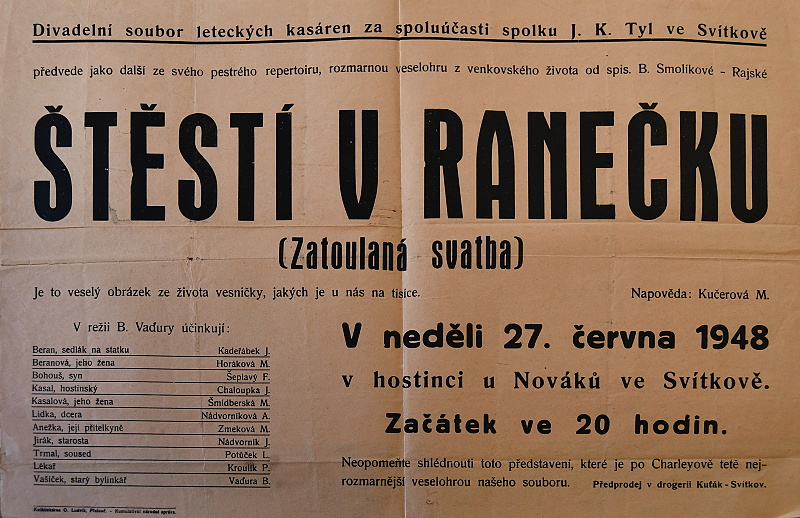 Divadelní soubor leteckých kasáren za spoluúčasti spolku J. K. Tyl ve Svítkově
předvede jako další ze svého pestrého repertoiru, rozmarnou veselohru z venkovského života od spis. B. Smolíkové - Rajské
ŠTĚSTÍ V RANEČKU
(Zatoulaná svatba)
Je to veselý obrázek ze života vesničky, jakých je u nás na tisíce.
Napověda: Kučerová M.
V režii B. Vaďury účinkují:
Beran, sedlák na statku Kadeřábek J.
Beranová, jeho žena Horáková M.
Bohouš, syn Šeplavý F.
Kasal, hostinský Chaloupka J.
Kasalová, jeho žena Šmidberská M.
Lidka, dcera Nádvorníková A.
Anežka, její přítelkyně Zmeková M.
Jirák, starosta Nádvorník J.
Trmal, soused Potůček L.
Lékař Kroulík P.
Vašíček, starý bylinkář Vaďura B.
V neděli 27. června 1948
v hostinci u Nováků ve Svítkově.
Začátek ve 20 hodin.
Neopomeňte shlédnouti toto představení, které je po Charleyově tetě nej-
rozmarnější veselohrou našeho souboru. Předprodej v drogerii Kuťák - Svítkov.
Knihtiskárna O. Ludvík, Přelouč. - Kumulativní národní správa.